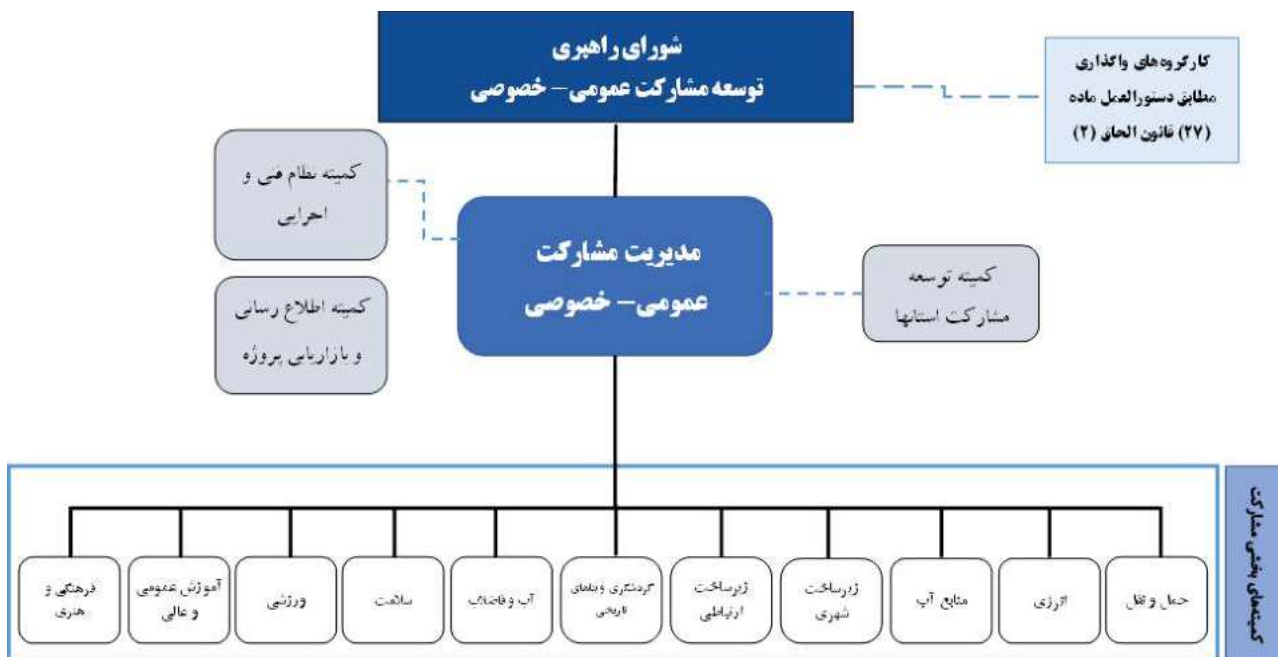 شورای راهبری
توسعه مشارکت عمومی- خصوصی
کارگروه‌های واگذاری
مطابق دستورالعمل ماده
(۲۷) قانون الحاق (۲)
کمیته نظام فنی و
اجرایی
مدیریت مشارکت
عمومی- خصوصی
کمیته توسعه
مشارکت استانها
کمیته اطلاع رسانی
و بازاریابی پروژه
کمیته‌های بخشی مشارکت
حمل و نقل
انرژی
منابع آب
زیرساخت
شهری
زیرساخت
ارتباطی
گردشگری و بناهای
تاریخی
آب و فاضلاب
سلامت
ورزشی
آموزش عمومی
و عالی
فرهنگی و
هنری